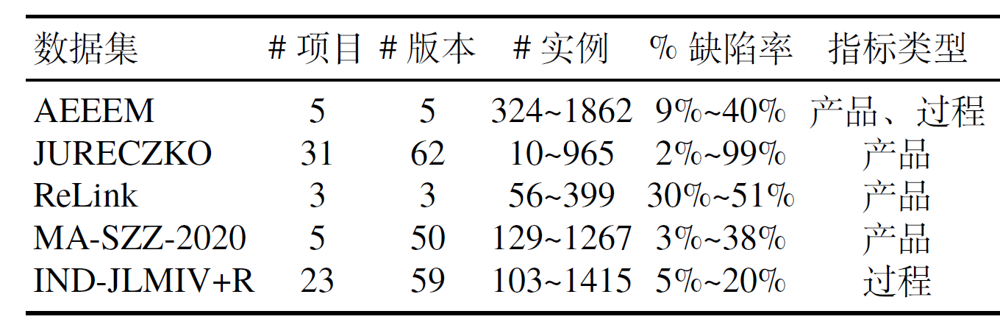 数据集 # 项目 # 版本 # 实例 % 缺陷率 指标类型
AEEEM 5 5 324~1862 9%~40% 产品、过程
JURECZKO 31 62 10~965 2%~99% 产品
ReLink 3 3 56~399 30%~51% 产品
MA-SZZ-2020 5 50 129~1267 3%~38% 产品
IND-JLMIV+R 23 59 103~1415 5%~20% 过程